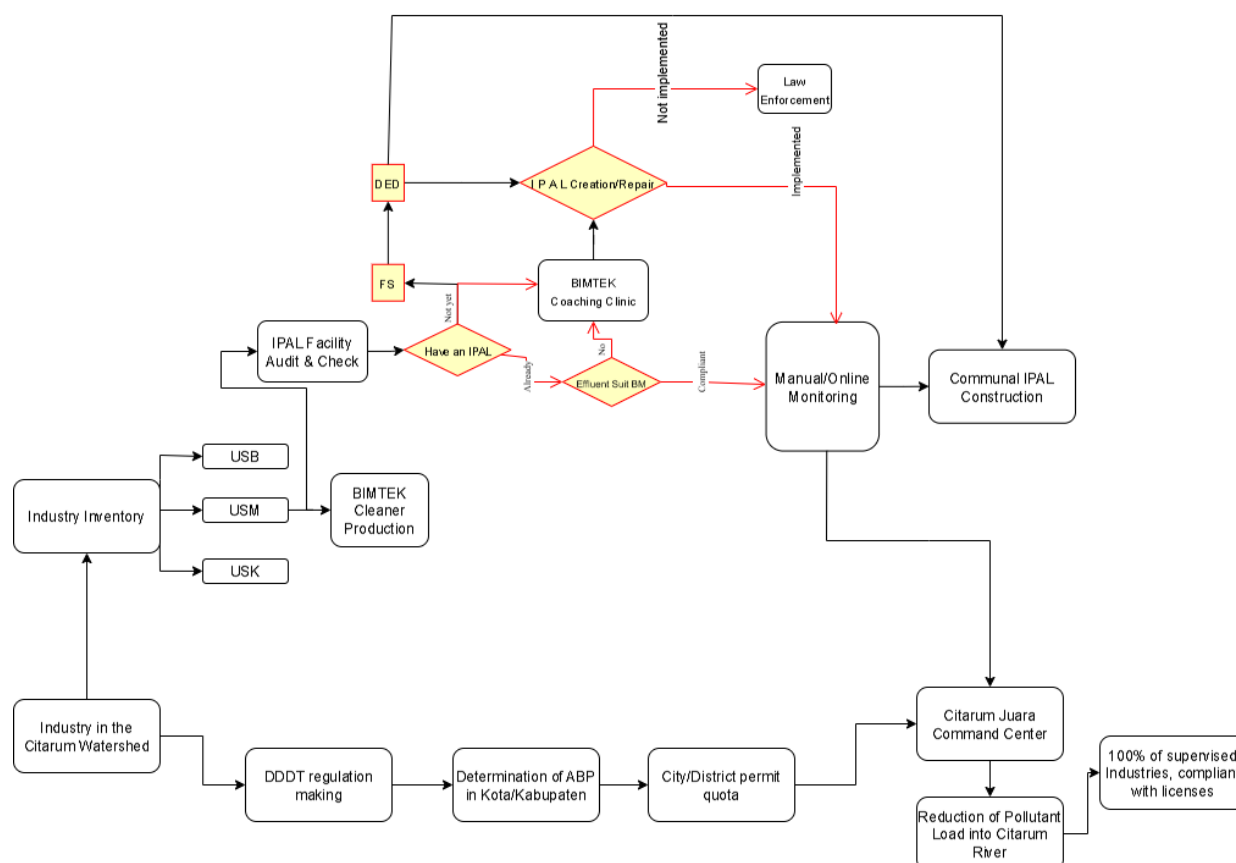 Law
Enforcement
Not implemented
Implemented
DED
I P A L Creation/Repair
FS
Not yet
BIMTEK
Coaching Clinic
IPAL Facility
Audit & Check
Have an IPAL
Already
No
Effluent Suit BM
Compliant
Manual/Online
Monitoring
Communal IPAL
Construction
USB
Industry Inventory
USM
BIMTEK
Cleaner
Production
USK
Industry in the
Citarum Watershed
DDDT regulation
making
Determination of ABP
in Kota/Kabupaten
City/District permit
quota
Citarum Juara
Command Center
100% of supervised
Industries, complian
with licenses
Reduction of Pollutant
Load into Citarum
River